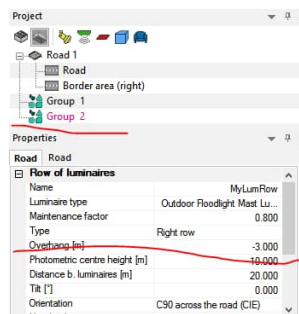 Project
Road 1
Road
Border area (right)
Group 1
Group 2
Properties
Road Road
Row of luminaires
Name MyLumRow
Luminaire type Outdoor Floodlight Mast Lu...
Maintenance factor 0.800
Type Right row
Overhang [m] -3.000
Photometric centre height [m] 10.000
Distance b. luminaires [m] 20.000
Tilt [°] 0.000
Orientation C90 across the road (CIE)